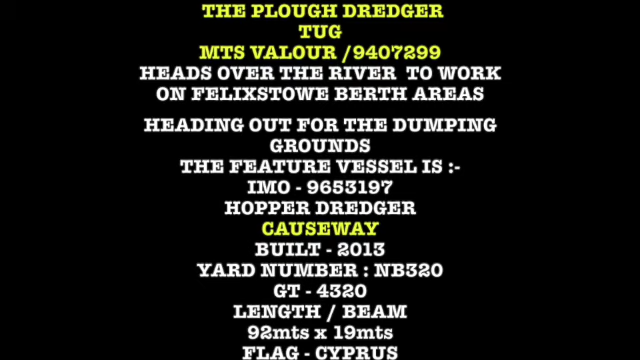 THE PLOUGH DREDGER
TUG
MTS VALOUR /9407299
HEADS OVER THE RIVER TO WORK
ON FELIXSTOWE BERTH AREAS
HEADING OUT FOR THE DUMPING
GROUNDS
THE FEATURE VESSEL IS :-
IMO - 9653197
HOPPER DREDGER
CAUSEWAY
BUILT - 2013
YARD NUMBER : NB320
GT - 4320
LENGTH / BEAM
92mts x 19mts
FLAG - CYPRUS